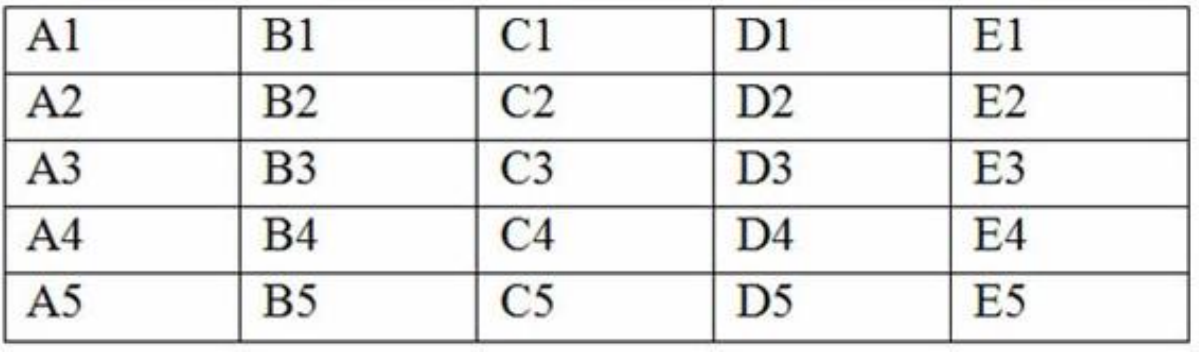 A1 B1 C1 D1 E1
A2 B2 C2 D2 E2
A3 B3 C3 D3 E3
A4 B4 C4 D4 E4
A5 B5 C5 D5 E5